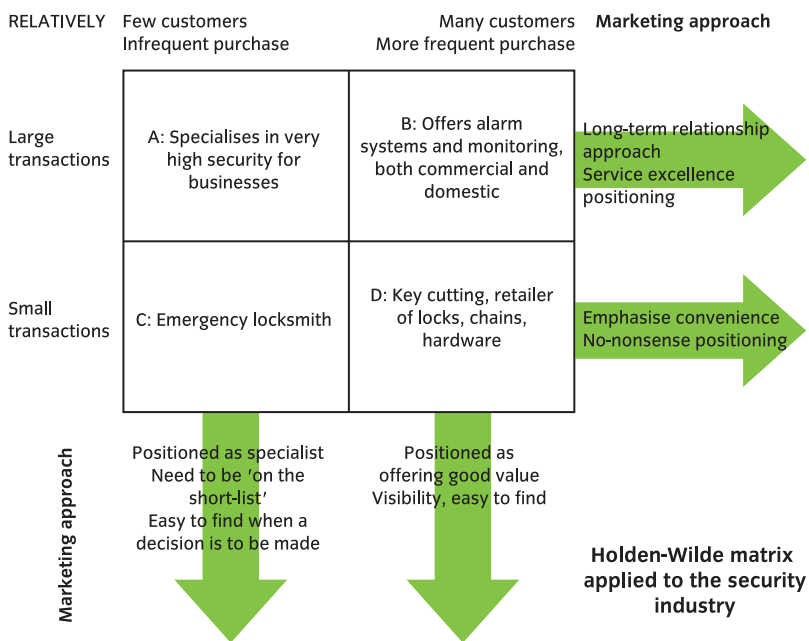 RELATIVELY
Few customers
Infrequent purchase
Many customers
More frequent purchase
Marketing approach
Large
transactions
A: Specialises in very
high security for
businesses
B: Offers alarm
systems and monitoring,
both commercial and
domestic
Long-term relationship
approach
Service excellence
positioning
Small
transactions
C: Emergency locksmith
D: Key cutting, retailer
of locks, chains,
hardware
Emphasise convenience
No-nonsense positioning
Marketing approach
Positioned as specialist
Need to be 'on the
short-list'
Easy to find when a
decision is to be made
Positioned as
offering good value
Visibility, easy to find
Holden-Wilde matrix
applied to the security
industry